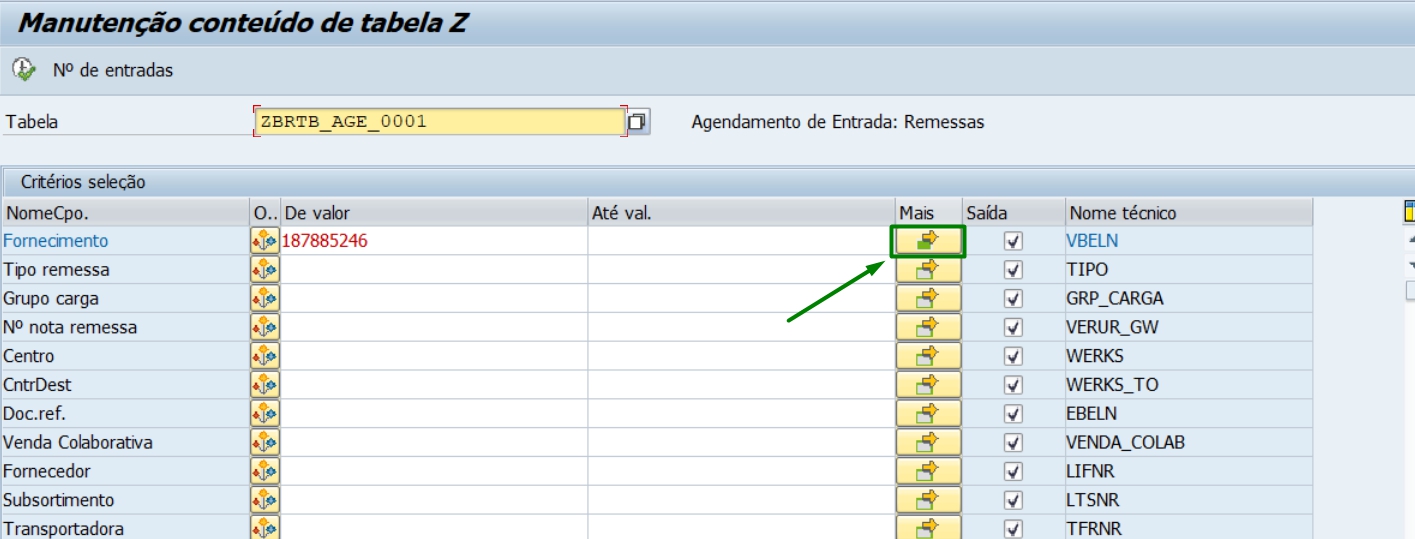 Manutenção conteúdo de tabela Z
Nº de entradas
Tabela ZBRTB_AGE_0001 Agendamento de Entrada: Remessas
Critérios seleção
NomeCpo. O.. De valor Até val. Mais Saída Nome técnico
Fornecimento 187885246 VBELN
Tipo remessa TIPO
Grupo carga GRP_CARGA
Nº nota remessa VERUR_GW
Centro WERKS
CntrDest WERKS_TO
Doc.ref. EBELN
Venda Colaborativa VENDA_COLAB
Fornecedor LIFNR
Subsortimento LTSNR
Transportadora TFRNR